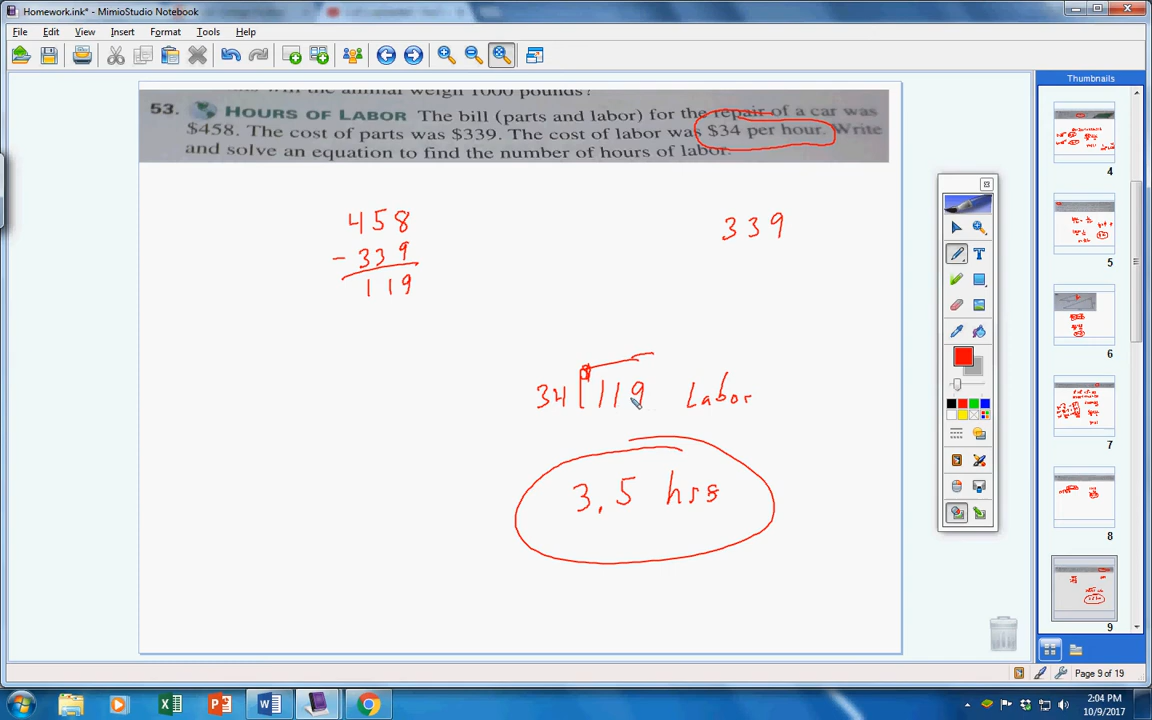 Homework.ink* - MimioStudio Notebook
File Edit View Insert Format Tools Help
Thumbnails
53. HOURS OF LABOR The bill (parts and labor) for the repair of a car was
$458. The cost of parts was $339. The cost of labor was $34 per hour. Write
and solve an equation to find the number of hours of labor.
458
- 339
119
339
34 119 Labor
3.5 hrs
4
5
6
7
8
9
Page 9 of 19
2:04 PM
10/9/2017